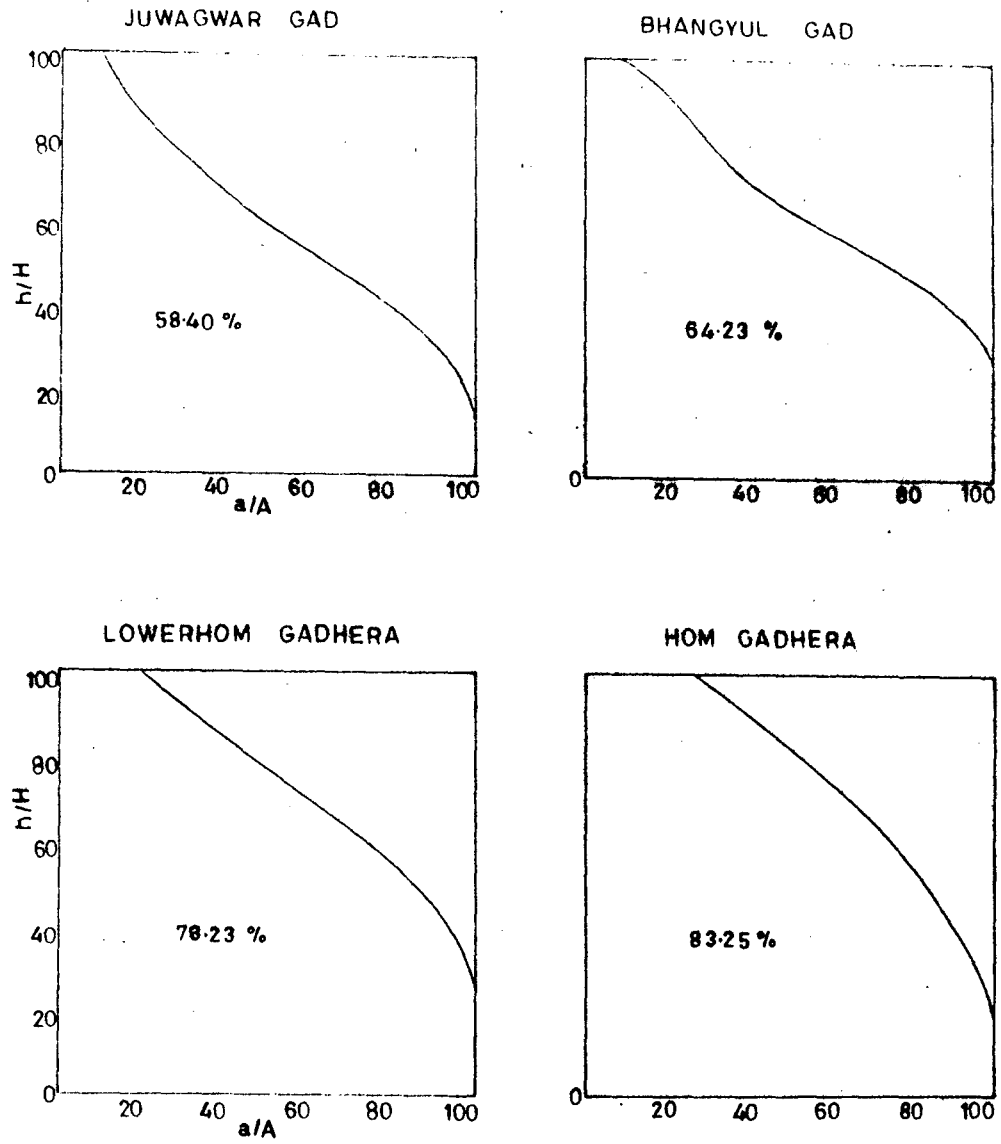 JUWAGWAR GAD
100
80
60
40
20
0
h/H
58.40 %
20 40 60 80 100
a/A
BHANGYUL GAD
64.23 %
0
20 40 60 80 100
LOWERHOM GADHERA
100
80
60
40
20
0
h/H
78.23 %
20 40 60 80 100
a/A
HOM GADHERA
83.25 %
0
20 40 60 80 100